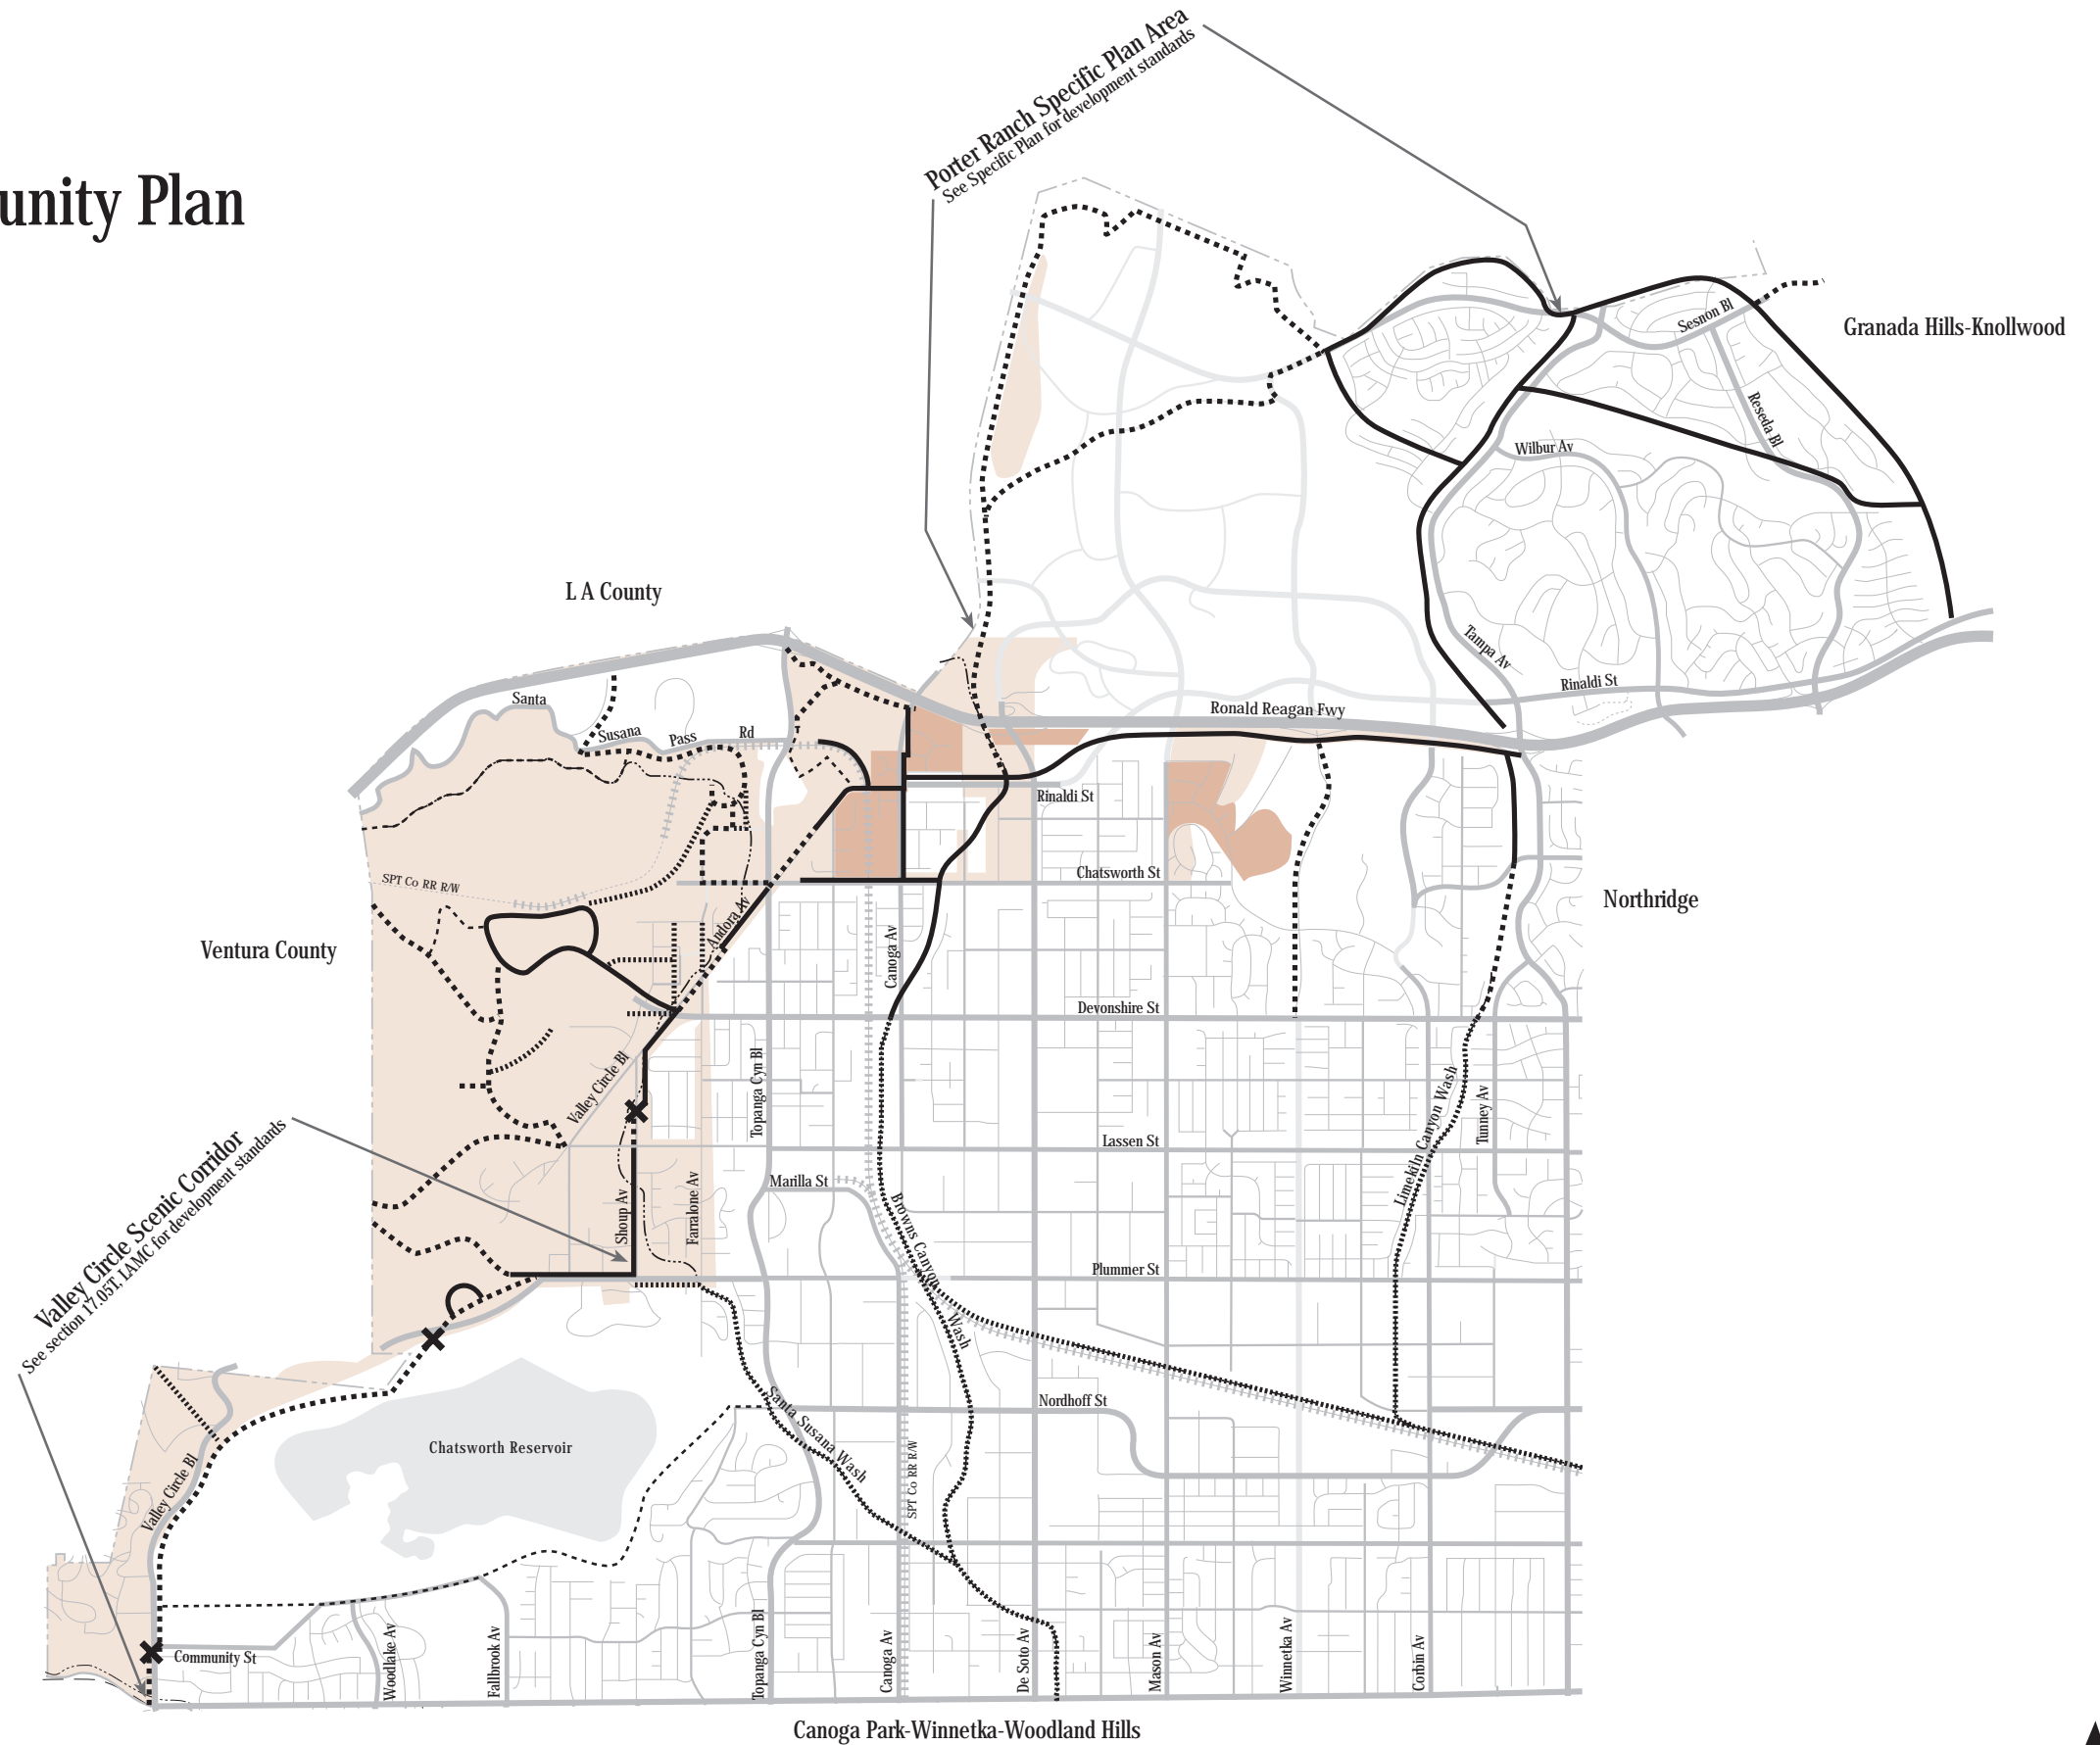 unity Plan
Porter Ranch Specific Plan Area
See Specific Plan for development standards
Granada Hills-Knollwood
Sesnon Bl
Reseda Bl
Wilbur Av
L A County
Tampa Av
Rinaldi St
Santa
Susana
Pass
Rd
Ronald Reagan Fwy
Rinaldi St
Chatsworth St
SPT Co RR R/W
Northridge
Ventura County
Andora Av
Canoga Av
Devonshire St
Valley Circle Bl
Topanga Cyn Bl
Limekiln Canyon Wash
Tunney Av
Lassen St
Valley Circle Scenic Corridor
See section 17.05T, LAMC for development standards
Marilla St
Shoup Av
Farralone Av
Browns Canyon
Wash
Plummer St
Nordhoff St
Santa Susana Wash
Chatsworth Reservoir
SPT Co RR R/W
Valley Circle Bl
Community St
Woodlake Av
Fallbrook Av
Topanga Cyn Bl
Canoga Av
De Soto Av
Mason Av
Winnetka Av
Corbin Av
Canoga Park-Winnetka-Woodland Hills